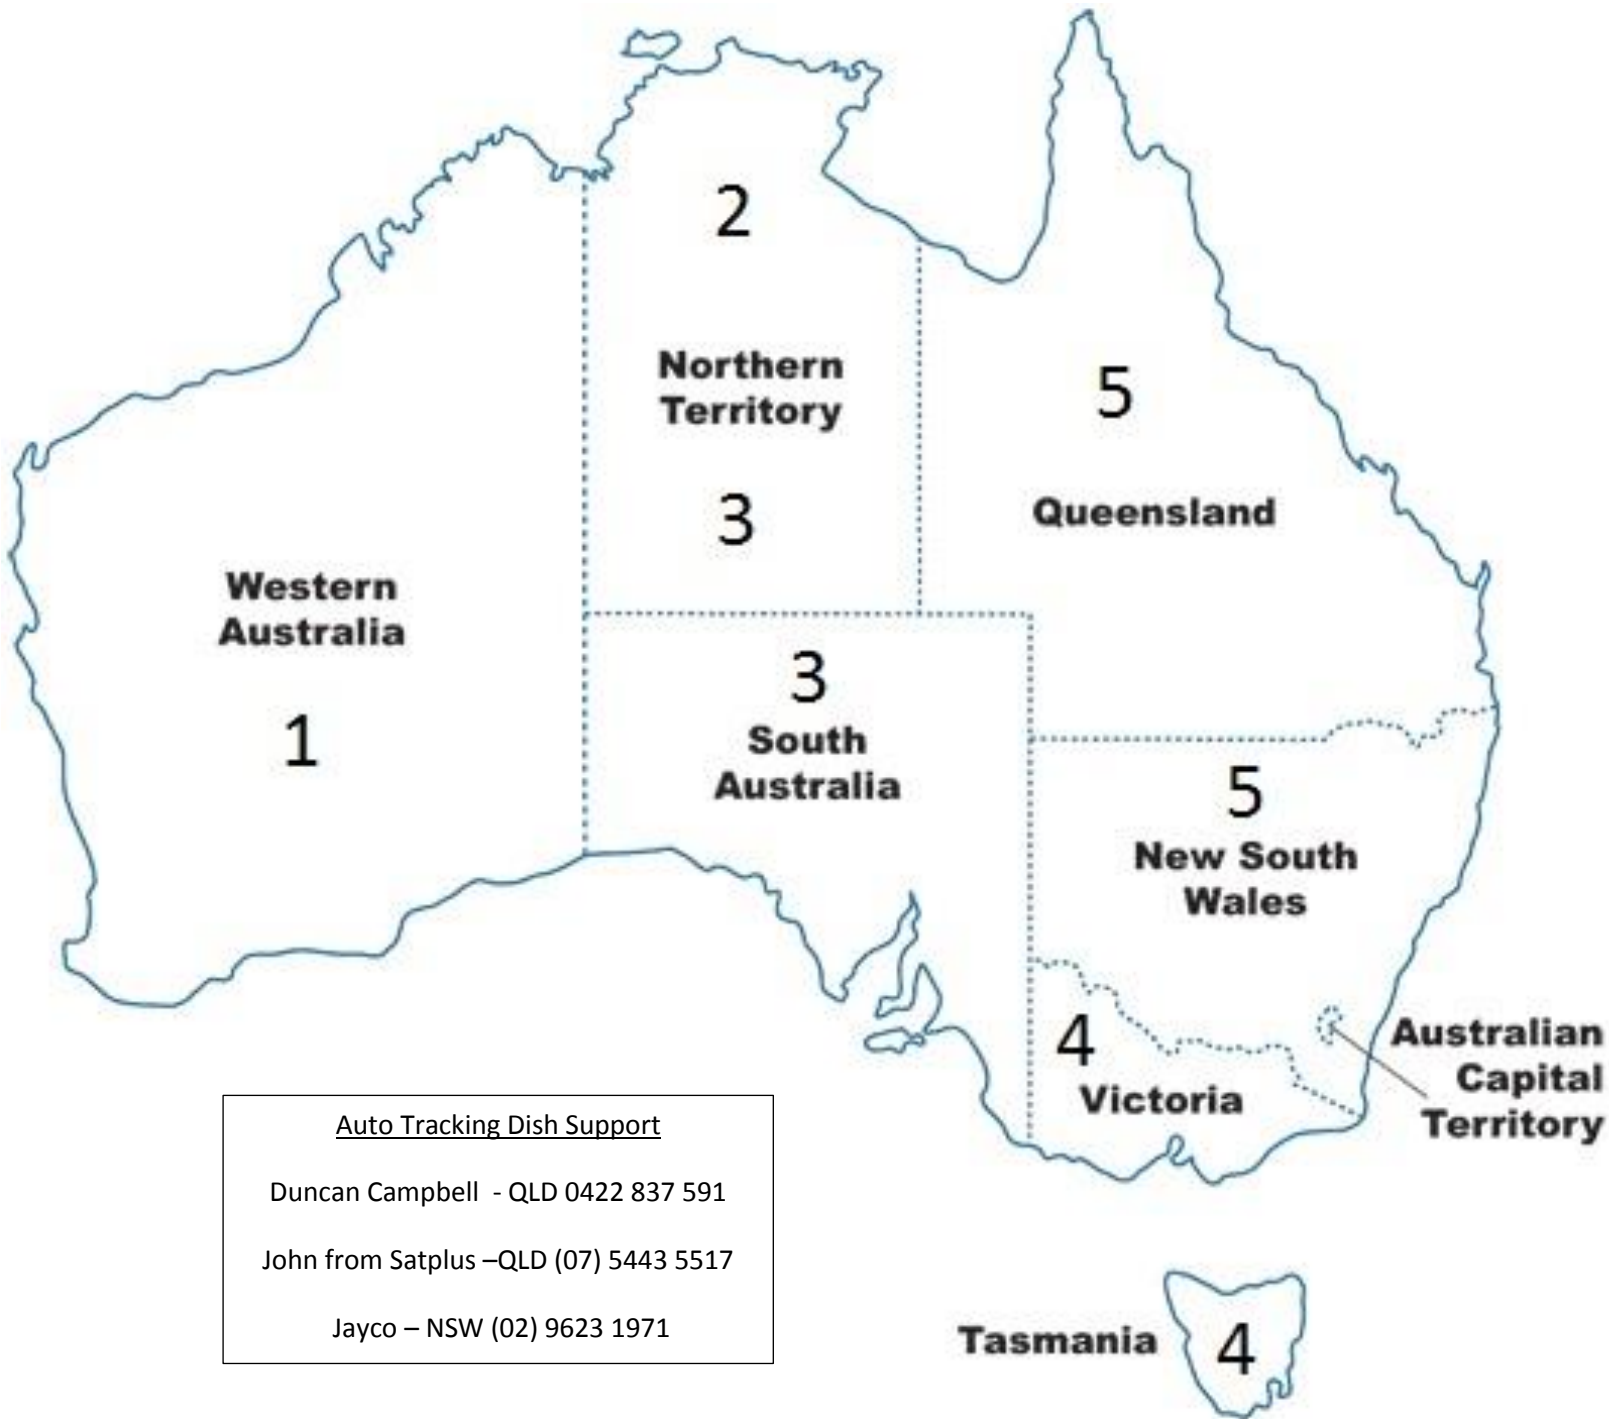 2
Northern
Territory
3
5
Queensland
Western
Australia
1
3
South
Australia
5
New South
Wales
4
Victoria
Australian
Capital
Territory
Auto Tracking Dish Support
Duncan Campbell  - QLD 0422 837 591
John from Satplus –QLD (07) 5443 5517
Jayco – NSW (02) 9623 1971
Tasmania
4